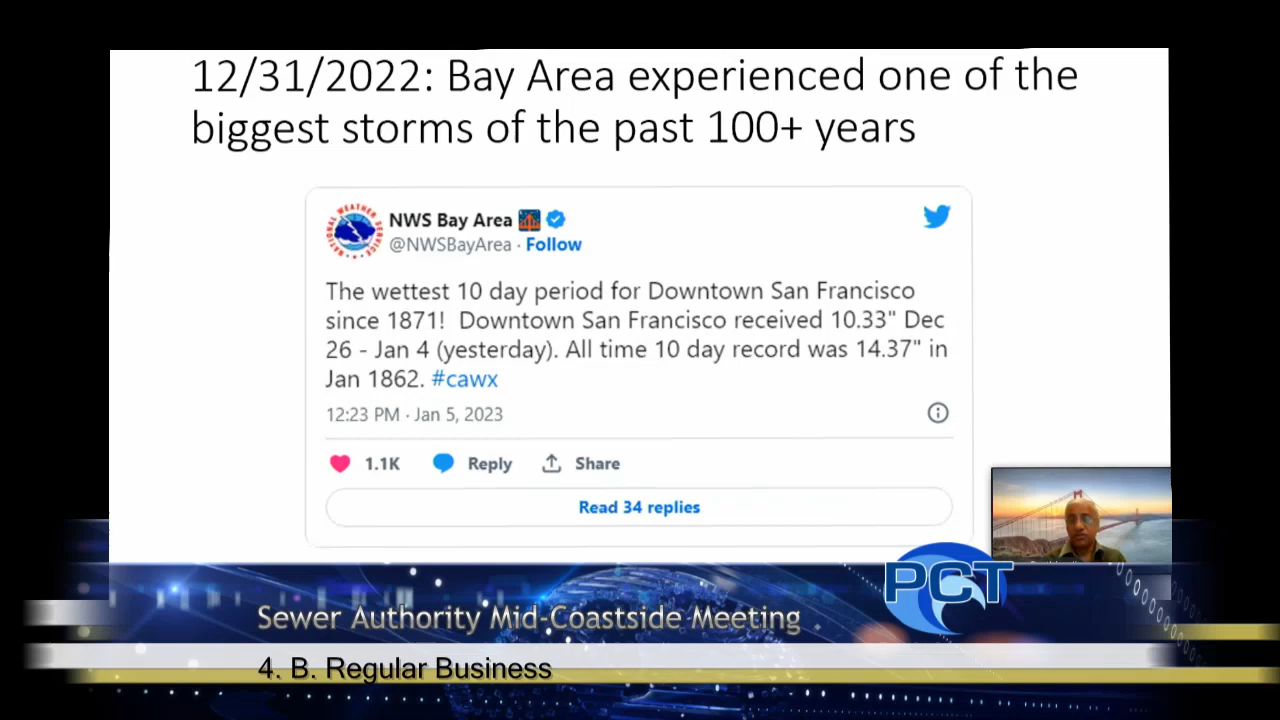 12/31/2022: Bay Area experienced one of the
biggest storms of the past 100+ years
NATIONAL WEATHER SERVICE
NWS Bay Area
@NWSBayArea · Follow
The wettest 10 day period for Downtown San Francisco
since 1871!  Downtown San Francisco received 10.33" Dec
26 - Jan 4 (yesterday). All time 10 day record was 14.37" in
Jan 1862. #cawx
12:23 PM · Jan 5, 2023
1.1K Reply Share
Read 34 replies
PCT
Sewer Authority Mid-Coastside Meeting
4. B. Regular Business